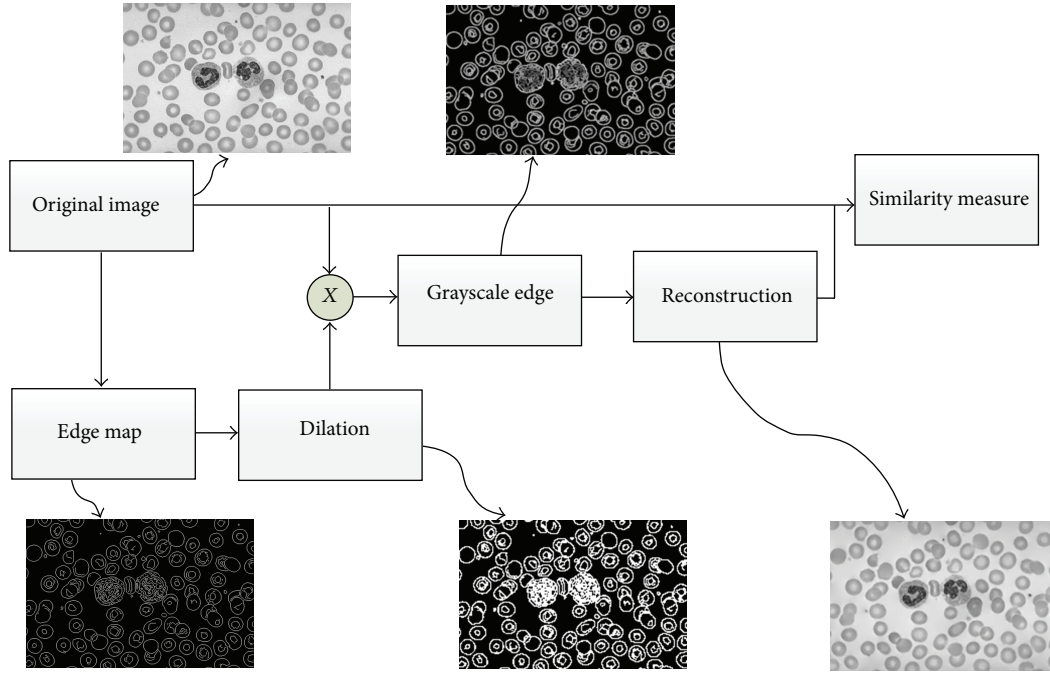 Original image
Similarity measure
X
Grayscale edge
Reconstruction
Edge map
Dilation